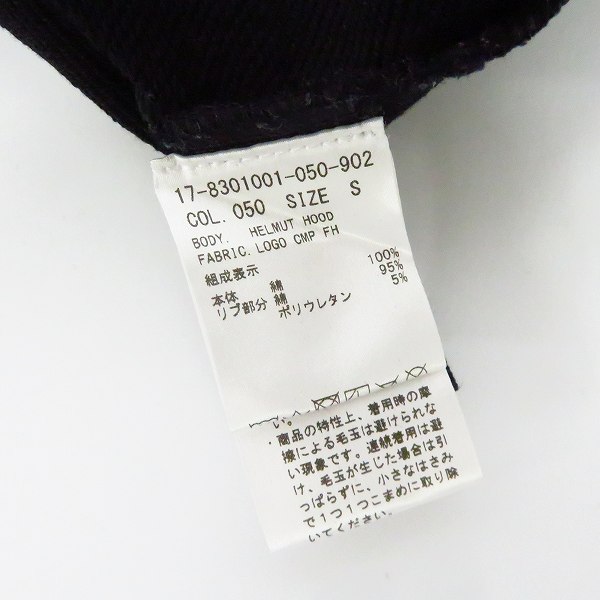 17-8301001-050-902
COL. 050 SIZE S
BODY. HELMUT HOOD
FABRIC. LOGO CMP FH
組成表示
本体 綿 100%
リブ部分 綿 95%
ポリウレタン 5%
い。
・商品の特性上、着用時の摩
擦による毛玉は避けられな
い現象です。連続着用は避
け、毛玉が生じた場合は引
っぱらずに、小さなはさみ
で1つ1つこまめに取り除
いてください。